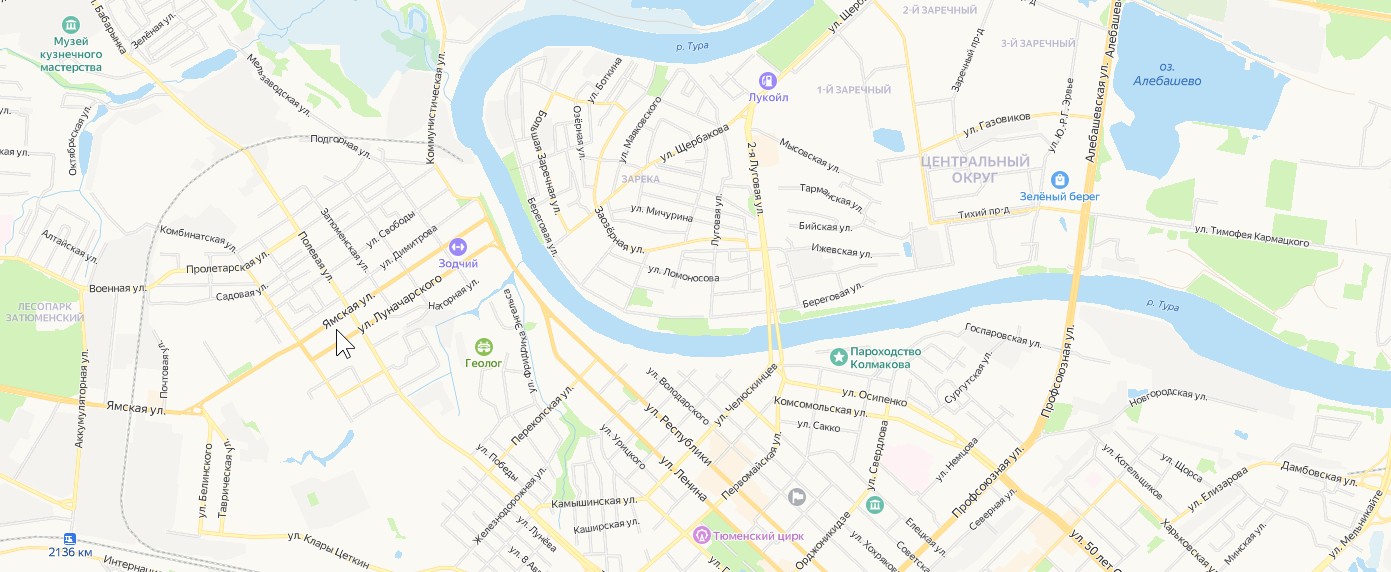 ул. Бабарынка
Зелёная ул.
Музей
кузнечного
мастерства
Мельзаводская ул.
Коммунистическая ул.
Октябрьская ул.
Подгорная ул.
р. Тура
ул. Щерба
2-Й ЗАРЕЧНЫЙ
3-Й ЗАРЕЧНЫЙ
1-Й ЗАРЕЧНЫЙ
Заречный пр-д
Алебашевская ул.
оз.
Алебашево
Лукойл
ул. Боткина
Озёрная ул.
ул. Маяковского
Большая Заречная ул.
ул. Щербакова
2-я Луговая ул.
Мысовская ул.
ул. Газовиков
ул. Ю.-Р.Г. Эрвье
ЦЕНТРАЛЬНЫЙ
ОКРУГ
Зелёный берег
ЗАРЕКА
Тарманская ул.
Тихий пр-д
Береговая ул.
Заозёрная ул.
ул. Мичурина
Луговая ул.
Бийская ул.
Ижевская ул.
ул. Тимофея Кармацкого
ул. Ломоносова
Береговая ул.
р. Тура
Алтайская ул.
Комбинатская ул.
Полевая ул.
Затюменская ул.
ул. Свободы
ул. Димитрова
Зодчий
Пролетарская ул.
Военная ул.
Садовая ул.
ЛЕСОПАРК
ЗАТЮМЕНСКИЙ
Ямская ул.
ул. Луначарского
Нагорная ул.
ул. Фридриха Энгельса
Геолог
Почтовая ул.
Аккумуляторная ул.
Ямская ул.
Пароходство
Колмакова
Госпаровская ул.
Сургутская ул.
Профсоюзная ул.
Новгородская ул.
ул. Володарского
ул. Челюскинцев
ул. Осипенко
Комсомольская ул.
ул. Сакко
Перекопская ул.
ул. Республики
ул. Урицкого
ул. Ленина
Первомайская ул.
ул. Свердлова
ул. Немцова
Профсоюзная ул.
Северная ул.
ул. Котельщиков
ул. Щорса
ул. Елизарова
Дамбовская ул.
ул. Победы
Железнодорожная ул.
Камышинская ул.
Каширская ул.
ул. Лунёва
ул. Белинского
Таврическая ул.
ул. Клары Цеткин
2136 км
Тюменский цирк
Орджоникидзе
Елецкая ул.
Советская
ул. Хохряков
ул. 50 лет
Харьковская ул.
Минская ул.
ул. Мельникайте